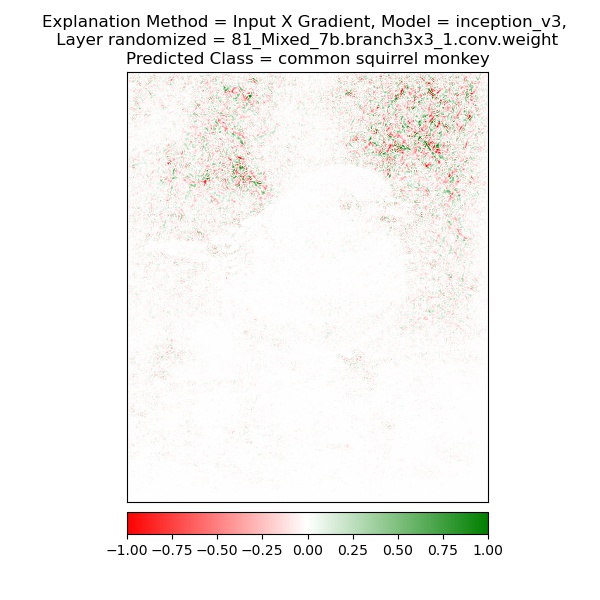 Explanation Method = Input X Gradient, Model = inception_v3,
Layer randomized = 81_Mixed_7b.branch3x3_1.conv.weight
Predicted Class = common squirrel monkey
−1.00 −0.75 −0.50 −0.25 0.00 0.25 0.50 0.75 1.00